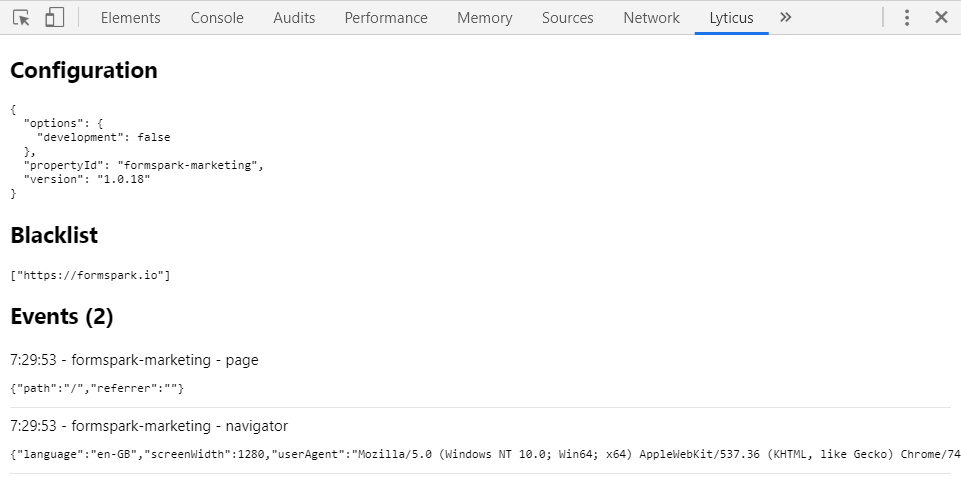 Elements Console Audits Performance Memory Sources Network Lyticus »
Configuration
{
  "options": {
    "development": false
  },
  "propertyId": "formspark-marketing",
  "version": "1.0.18"
}
Blacklist
["https://formspark.io"]
Events (2)
7:29:53 - formspark-marketing - page
{"path":"/","referrer":""}
7:29:53 - formspark-marketing - navigator
{"language":"en-GB","screenWidth":1280,"userAgent":"Mozilla/5.0 (Windows NT 10.0; Win64; x64) AppleWebKit/537.36 (KHTML, like Gecko) Chrome/74